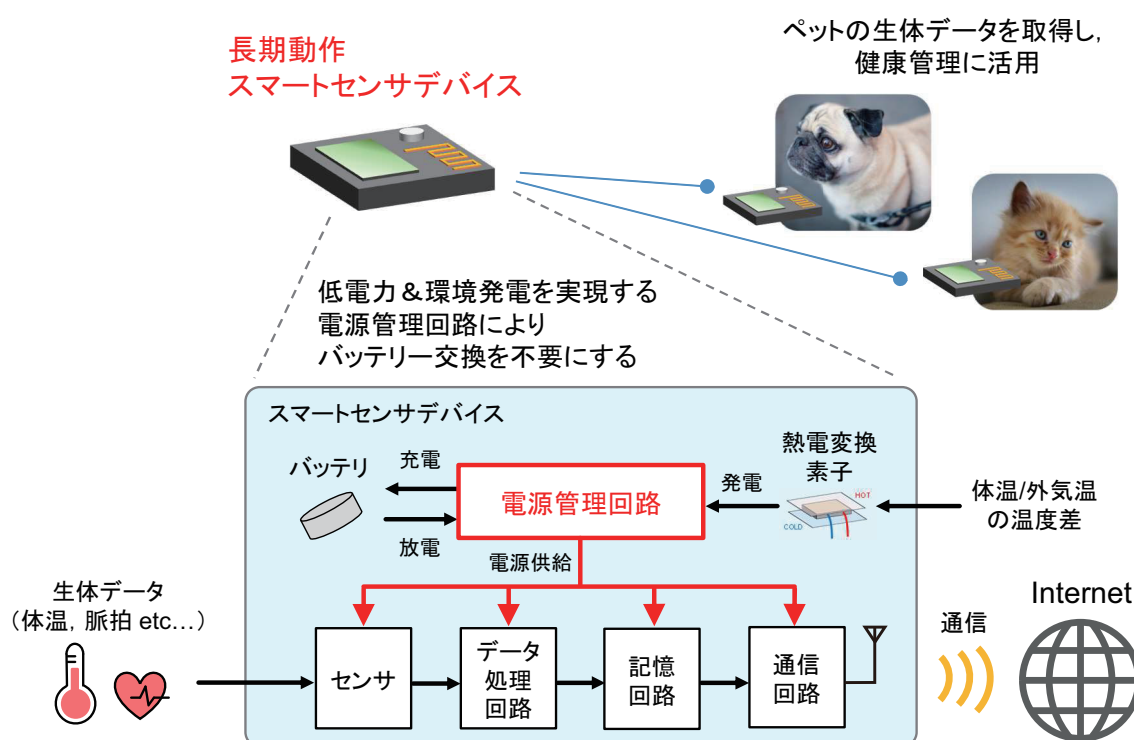 長期動作
スマートセンサデバイス
ペットの生体データを取得し,
健康管理に活用
低電力＆環境発電を実現する
電源管理回路により
バッテリー交換を不要にする
スマートセンサデバイス
バッテリ
充電
放電
電源管理回路
発電
熱電変換
素子
HOT
COLD
体温/外気温
の温度差
電源供給
生体データ
（体温, 脈拍 etc…）
センサ
データ
処理
回路
記憶
回路
通信
回路
通信
Internet